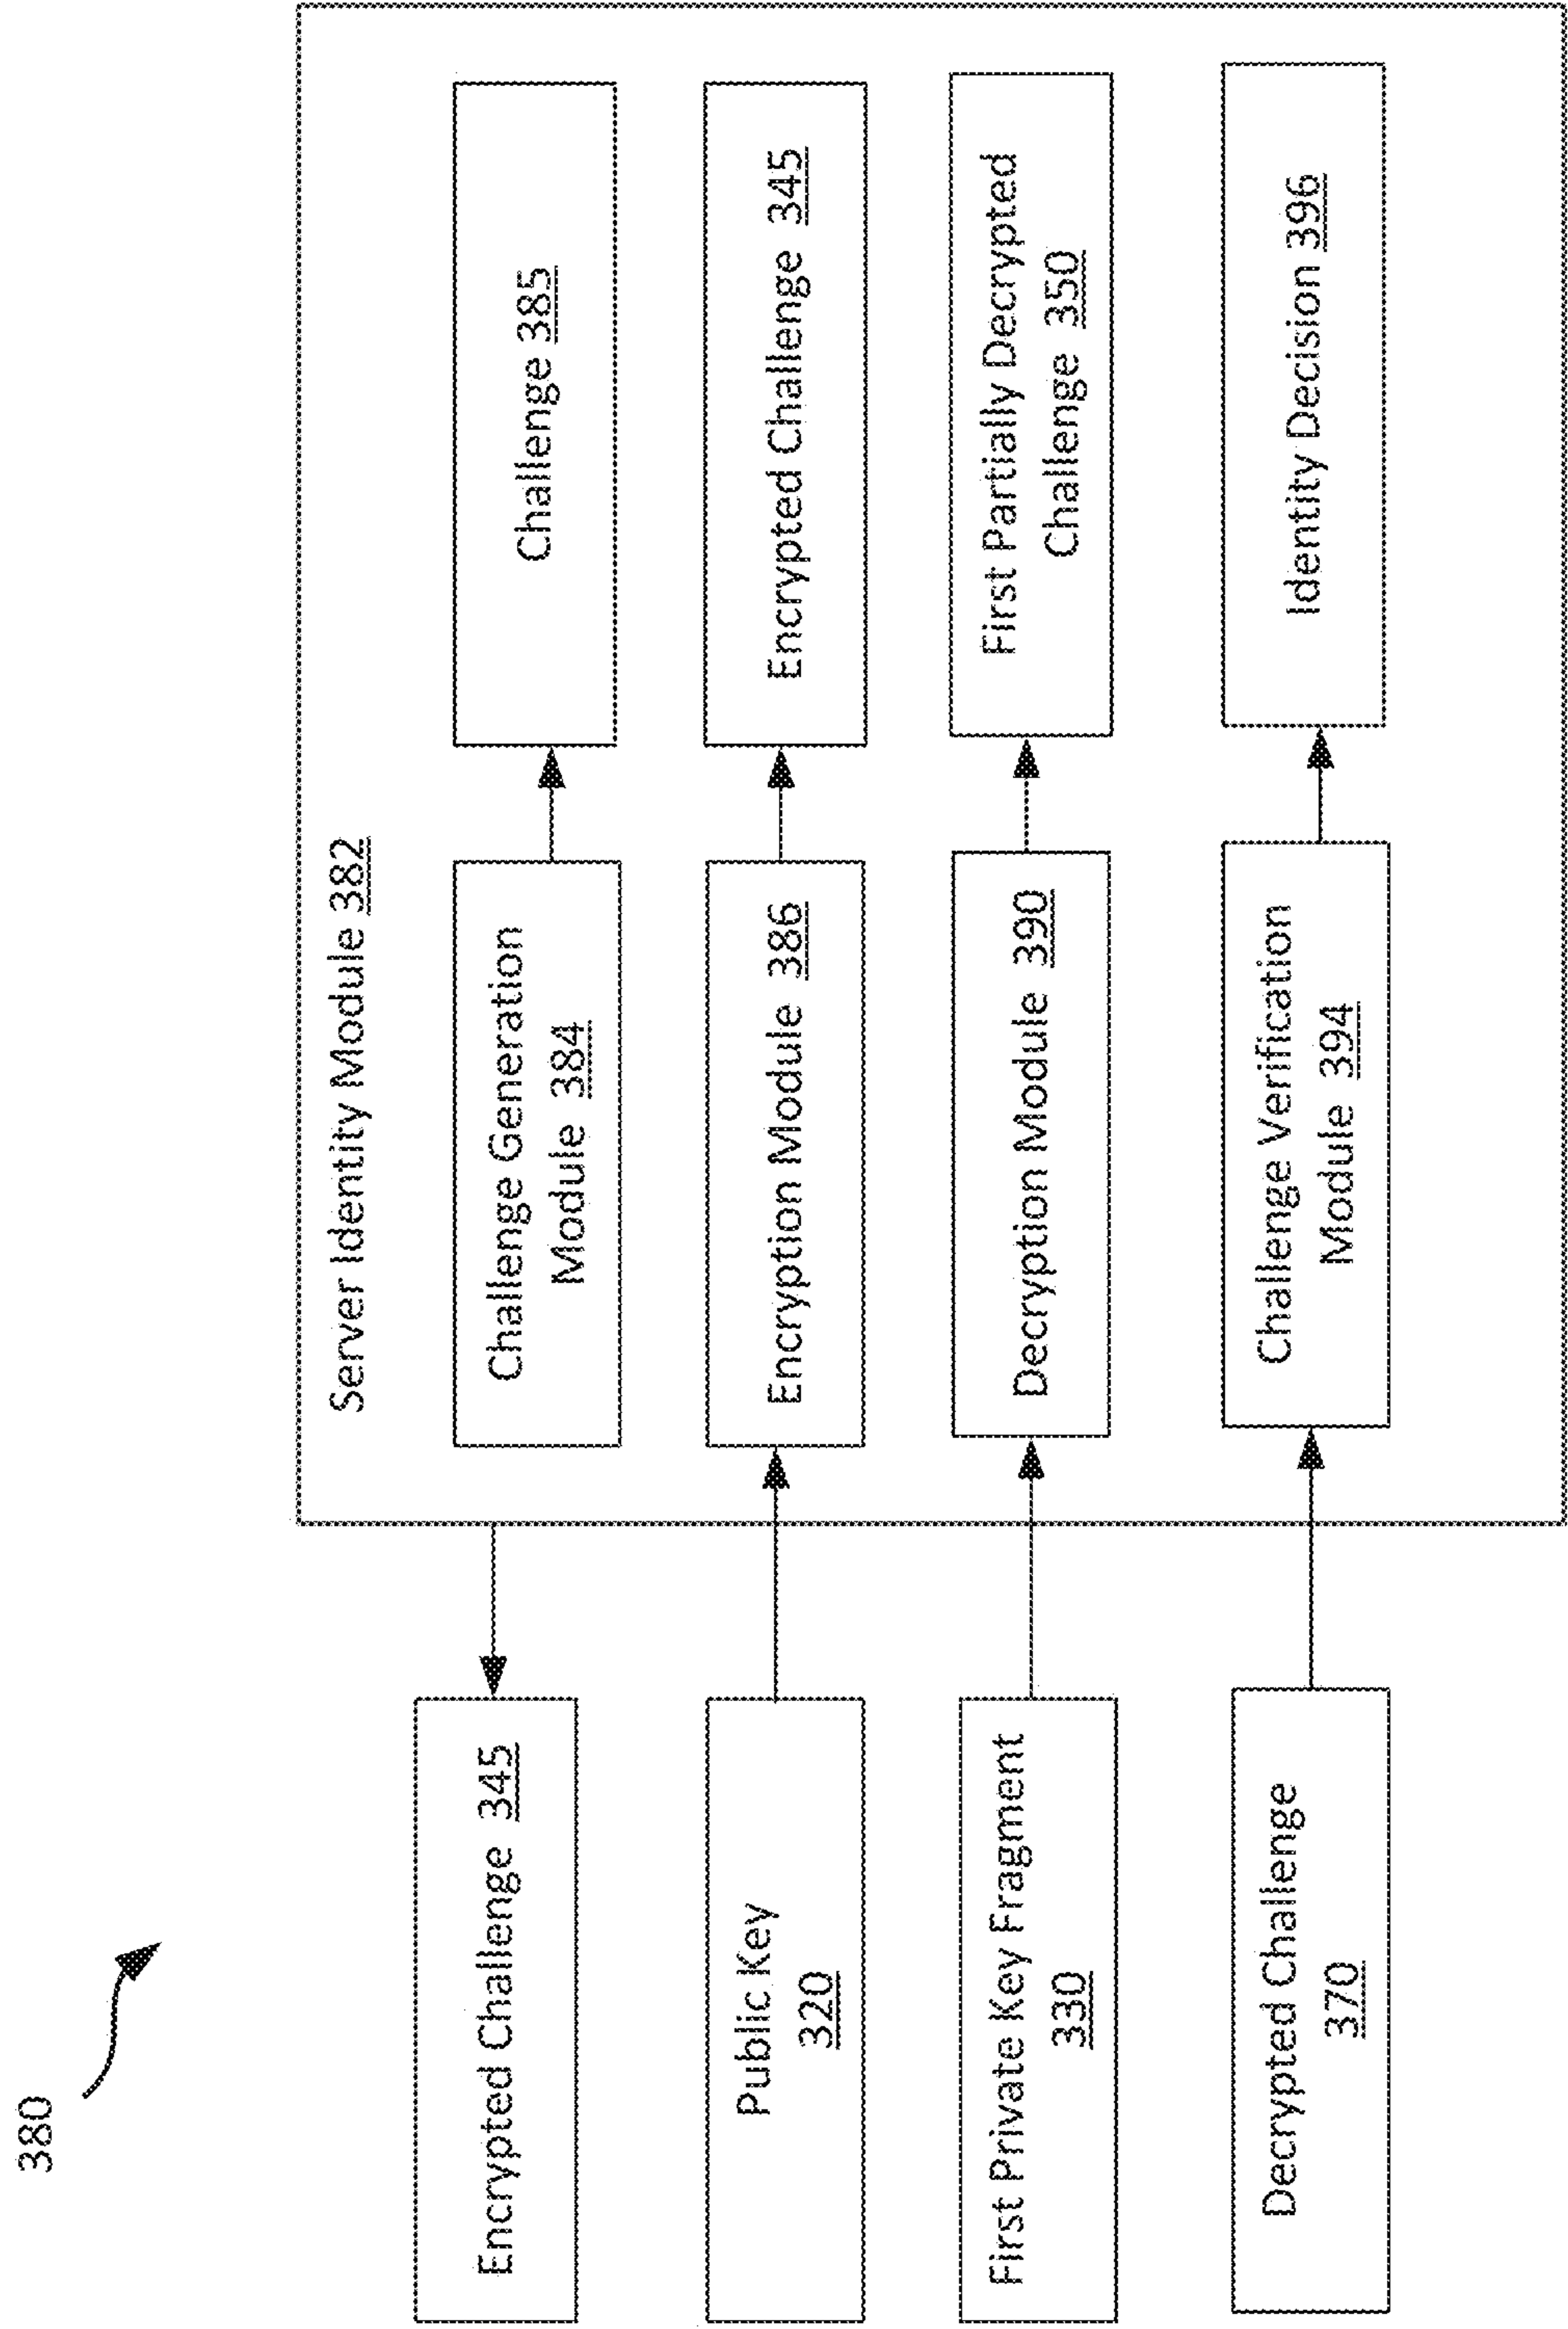 380
Server Identity Module 382
Encrypted Challenge 345
Challenge Generation
Module 384
Challenge 385
Public Key
320
Encryption Module 386
Encrypted Challenge 345
First Private Key Fragment
330
Decryption Module 390
First Partially Decrypted
Challenge 350
Decrypted Challenge
370
Challenge Verification
Module 394
Identity Decision 396